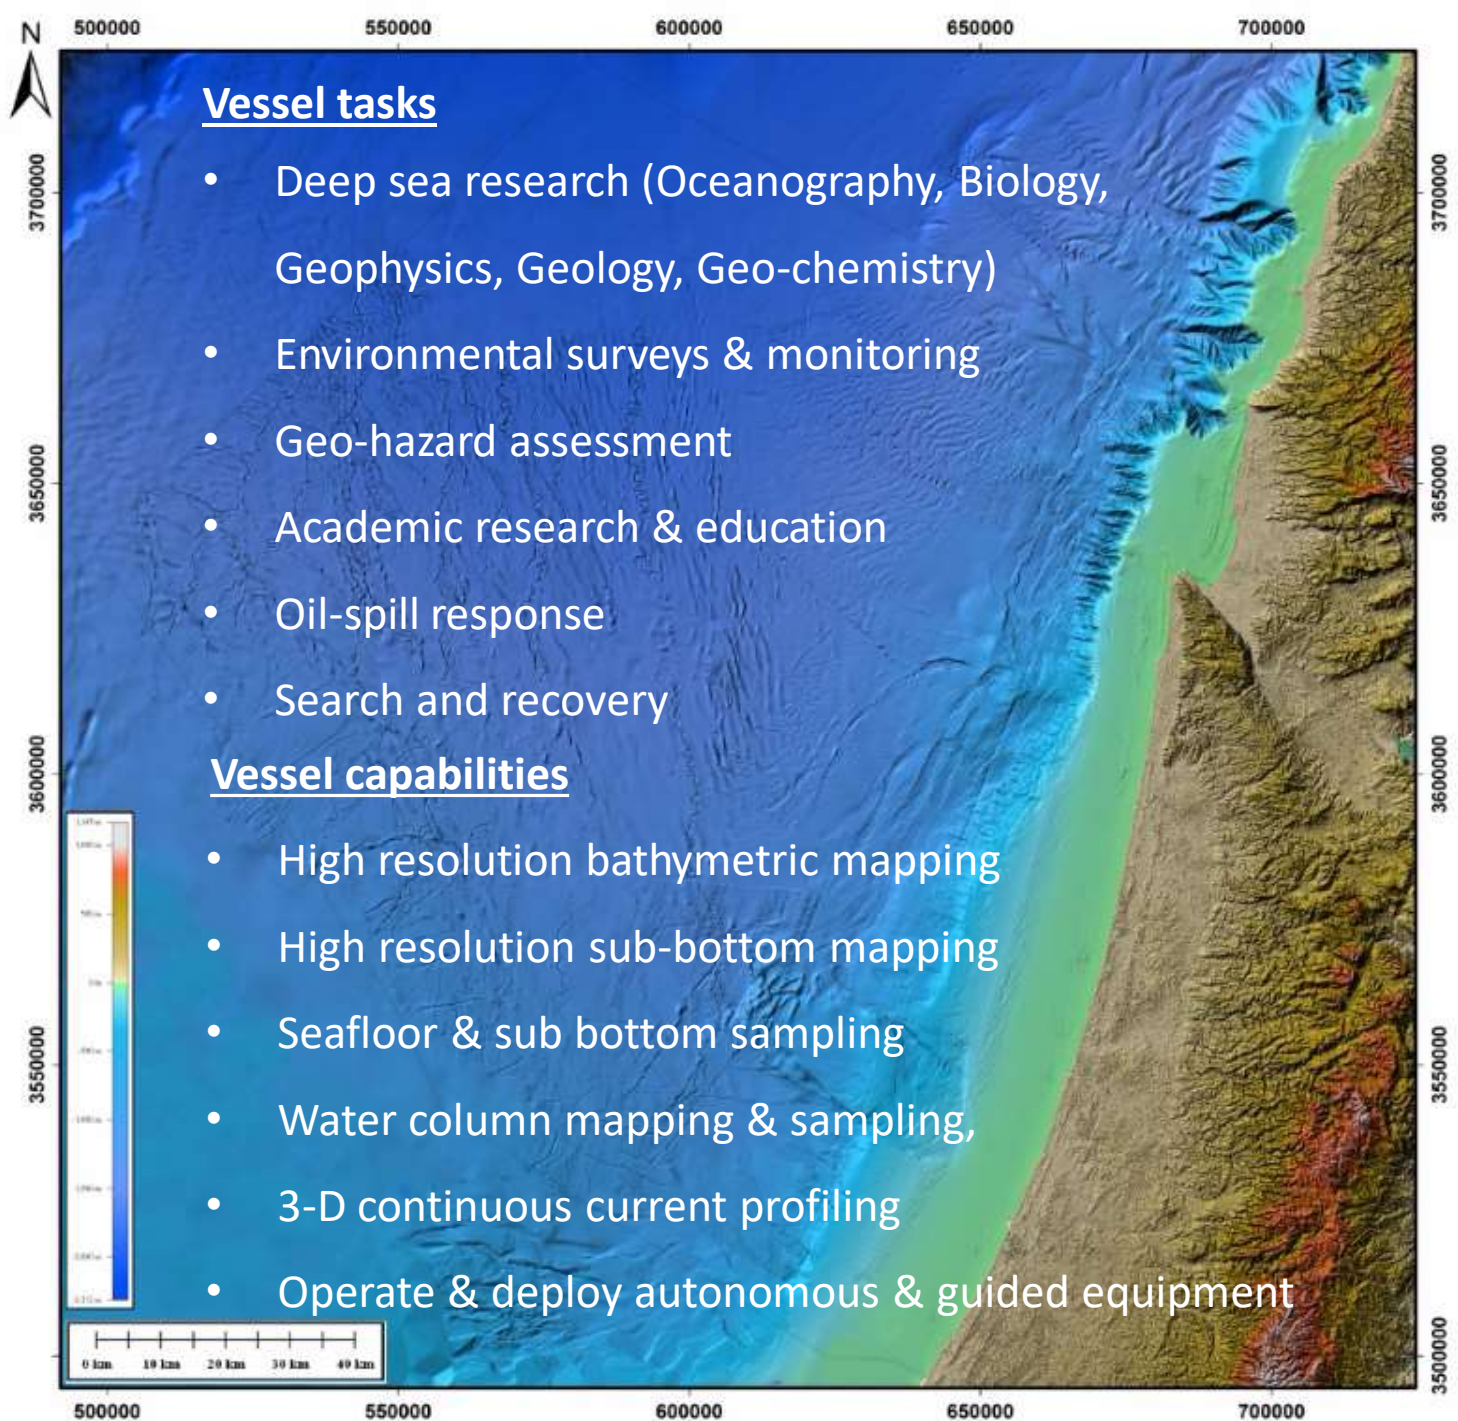 N
500000
550000
600000
650000
700000
Vessel tasks
• Deep sea research (Oceanography, Biology,
Geophysics, Geology, Geo-chemistry)
• Environmental surveys & monitoring
• Geo-hazard assessment
• Academic research & education
• Oil-spill response
• Search and recovery
Vessel capabilities
• High resolution bathymetric mapping
• High resolution sub-bottom mapping
• Seafloor & sub bottom sampling
• Water column mapping & sampling,
• 3-D continuous current profiling
• Operate & deploy autonomous & guided equipment
3700000
3650000
3600000
3550000
3700000
3650000
3600000
3550000
3500000
0 km 10 km 20 km 30 km 40 km
500000
550000
600000
650000
700000